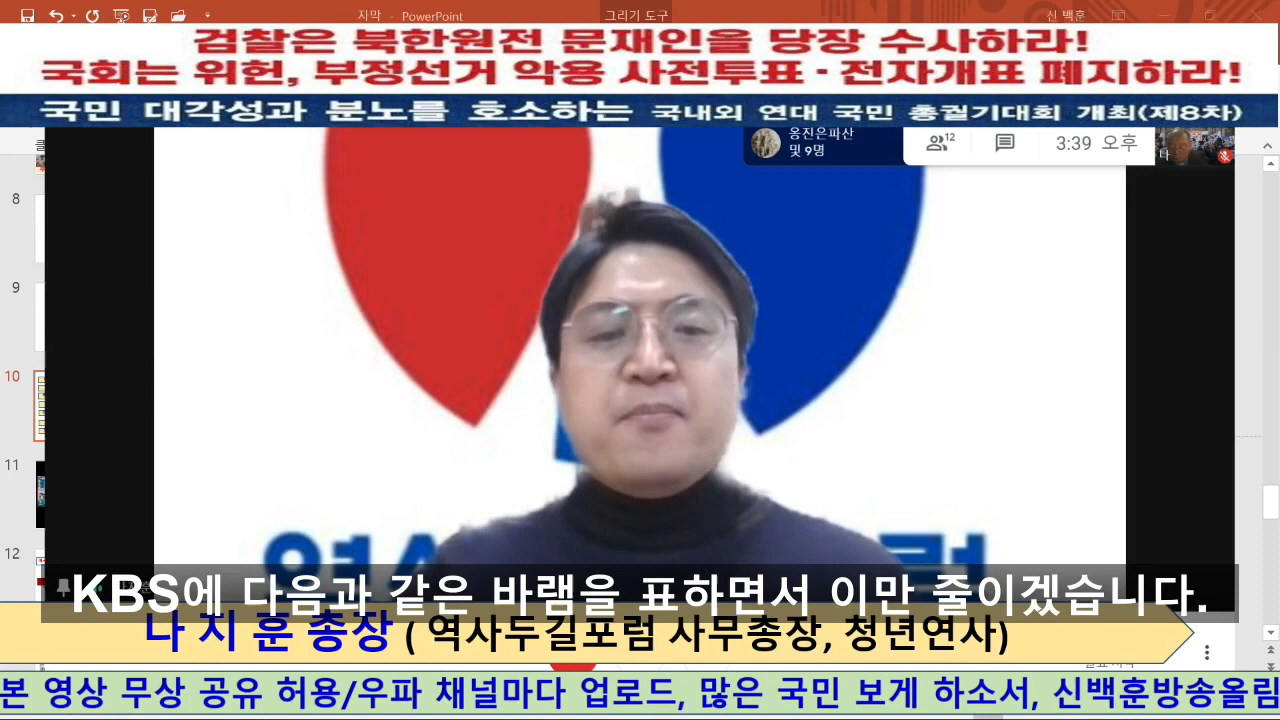 지막 - PowerPoint
그리기 도구
신 백훈
검찰은 북한원전 문재인을 당장 수사하라!
국회는 위헌, 부정선거 악용 사전투표·전자개표 폐지하라!
국민 대각성과 분노를 호소하는 국내외 연대 국민 총궐기대회 개최(제8차)
옹진은파산
및 9명
12
3:39 오후
나
8
9
10
11
12
KBS에 다음과 같은 바램을 표하면서 이만 줄이겠습니다.
나 지 훈 총장 ( 역사두길포럼 사무총장, 청년연사)
본 영상 무상 공유 허용/우파 채널마다 업로드, 많은 국민 보게 하소서, 신백훈방송올림